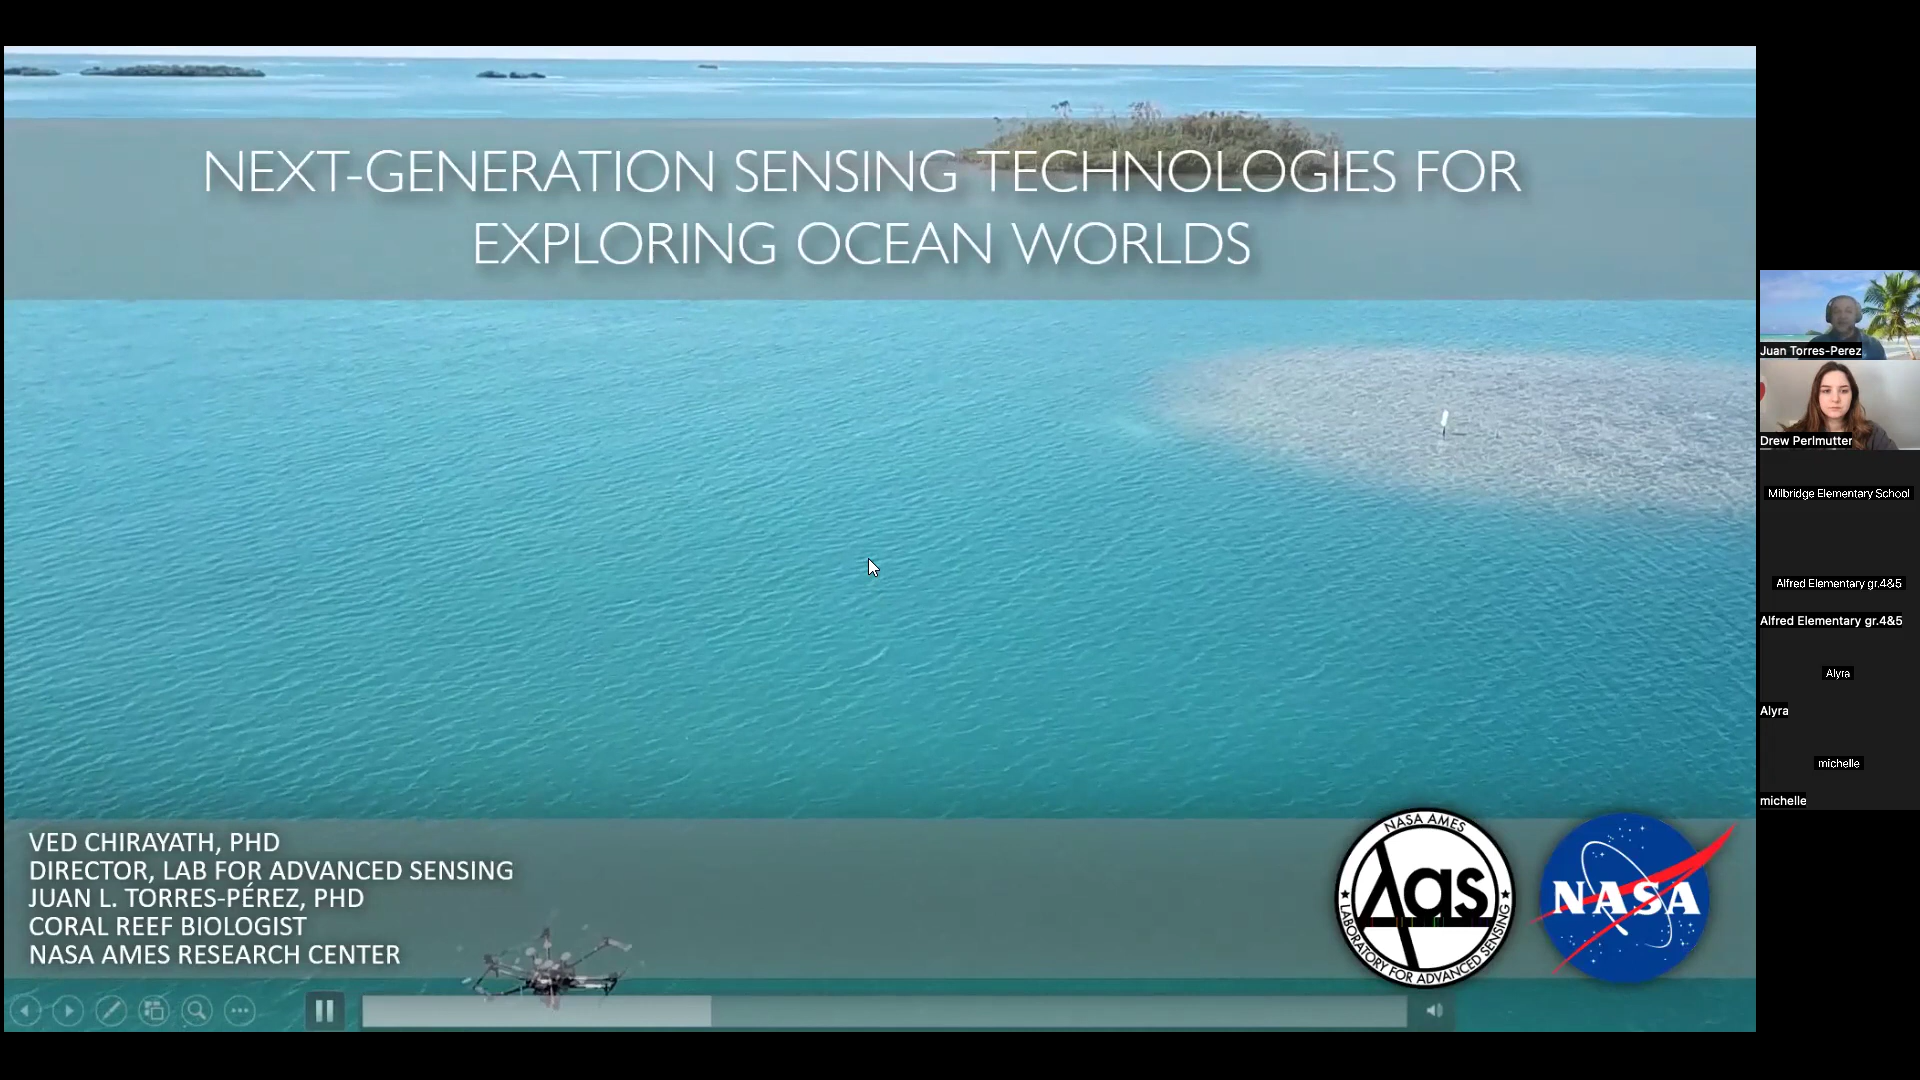 NEXT-GENERATION SENSING TECHNOLOGIES FOR
EXPLORING OCEAN WORLDS
VED CHIRAYATH, PHD
DIRECTOR, LAB FOR ADVANCED SENSING
JUAN L. TORRES-PÉREZ, PHD
CORAL REEF BIOLOGIST
NASA AMES RESEARCH CENTER
NASA AMES
las
LABORATORY FOR ADVANCED SENSING
NASA
Juan Torres-Perez
Drew Perlmutter
Milbridge Elementary School
Alfred Elementary gr.4&5
Alfred Elementary gr.4&5
Alyra
Alyra
michelle
michelle